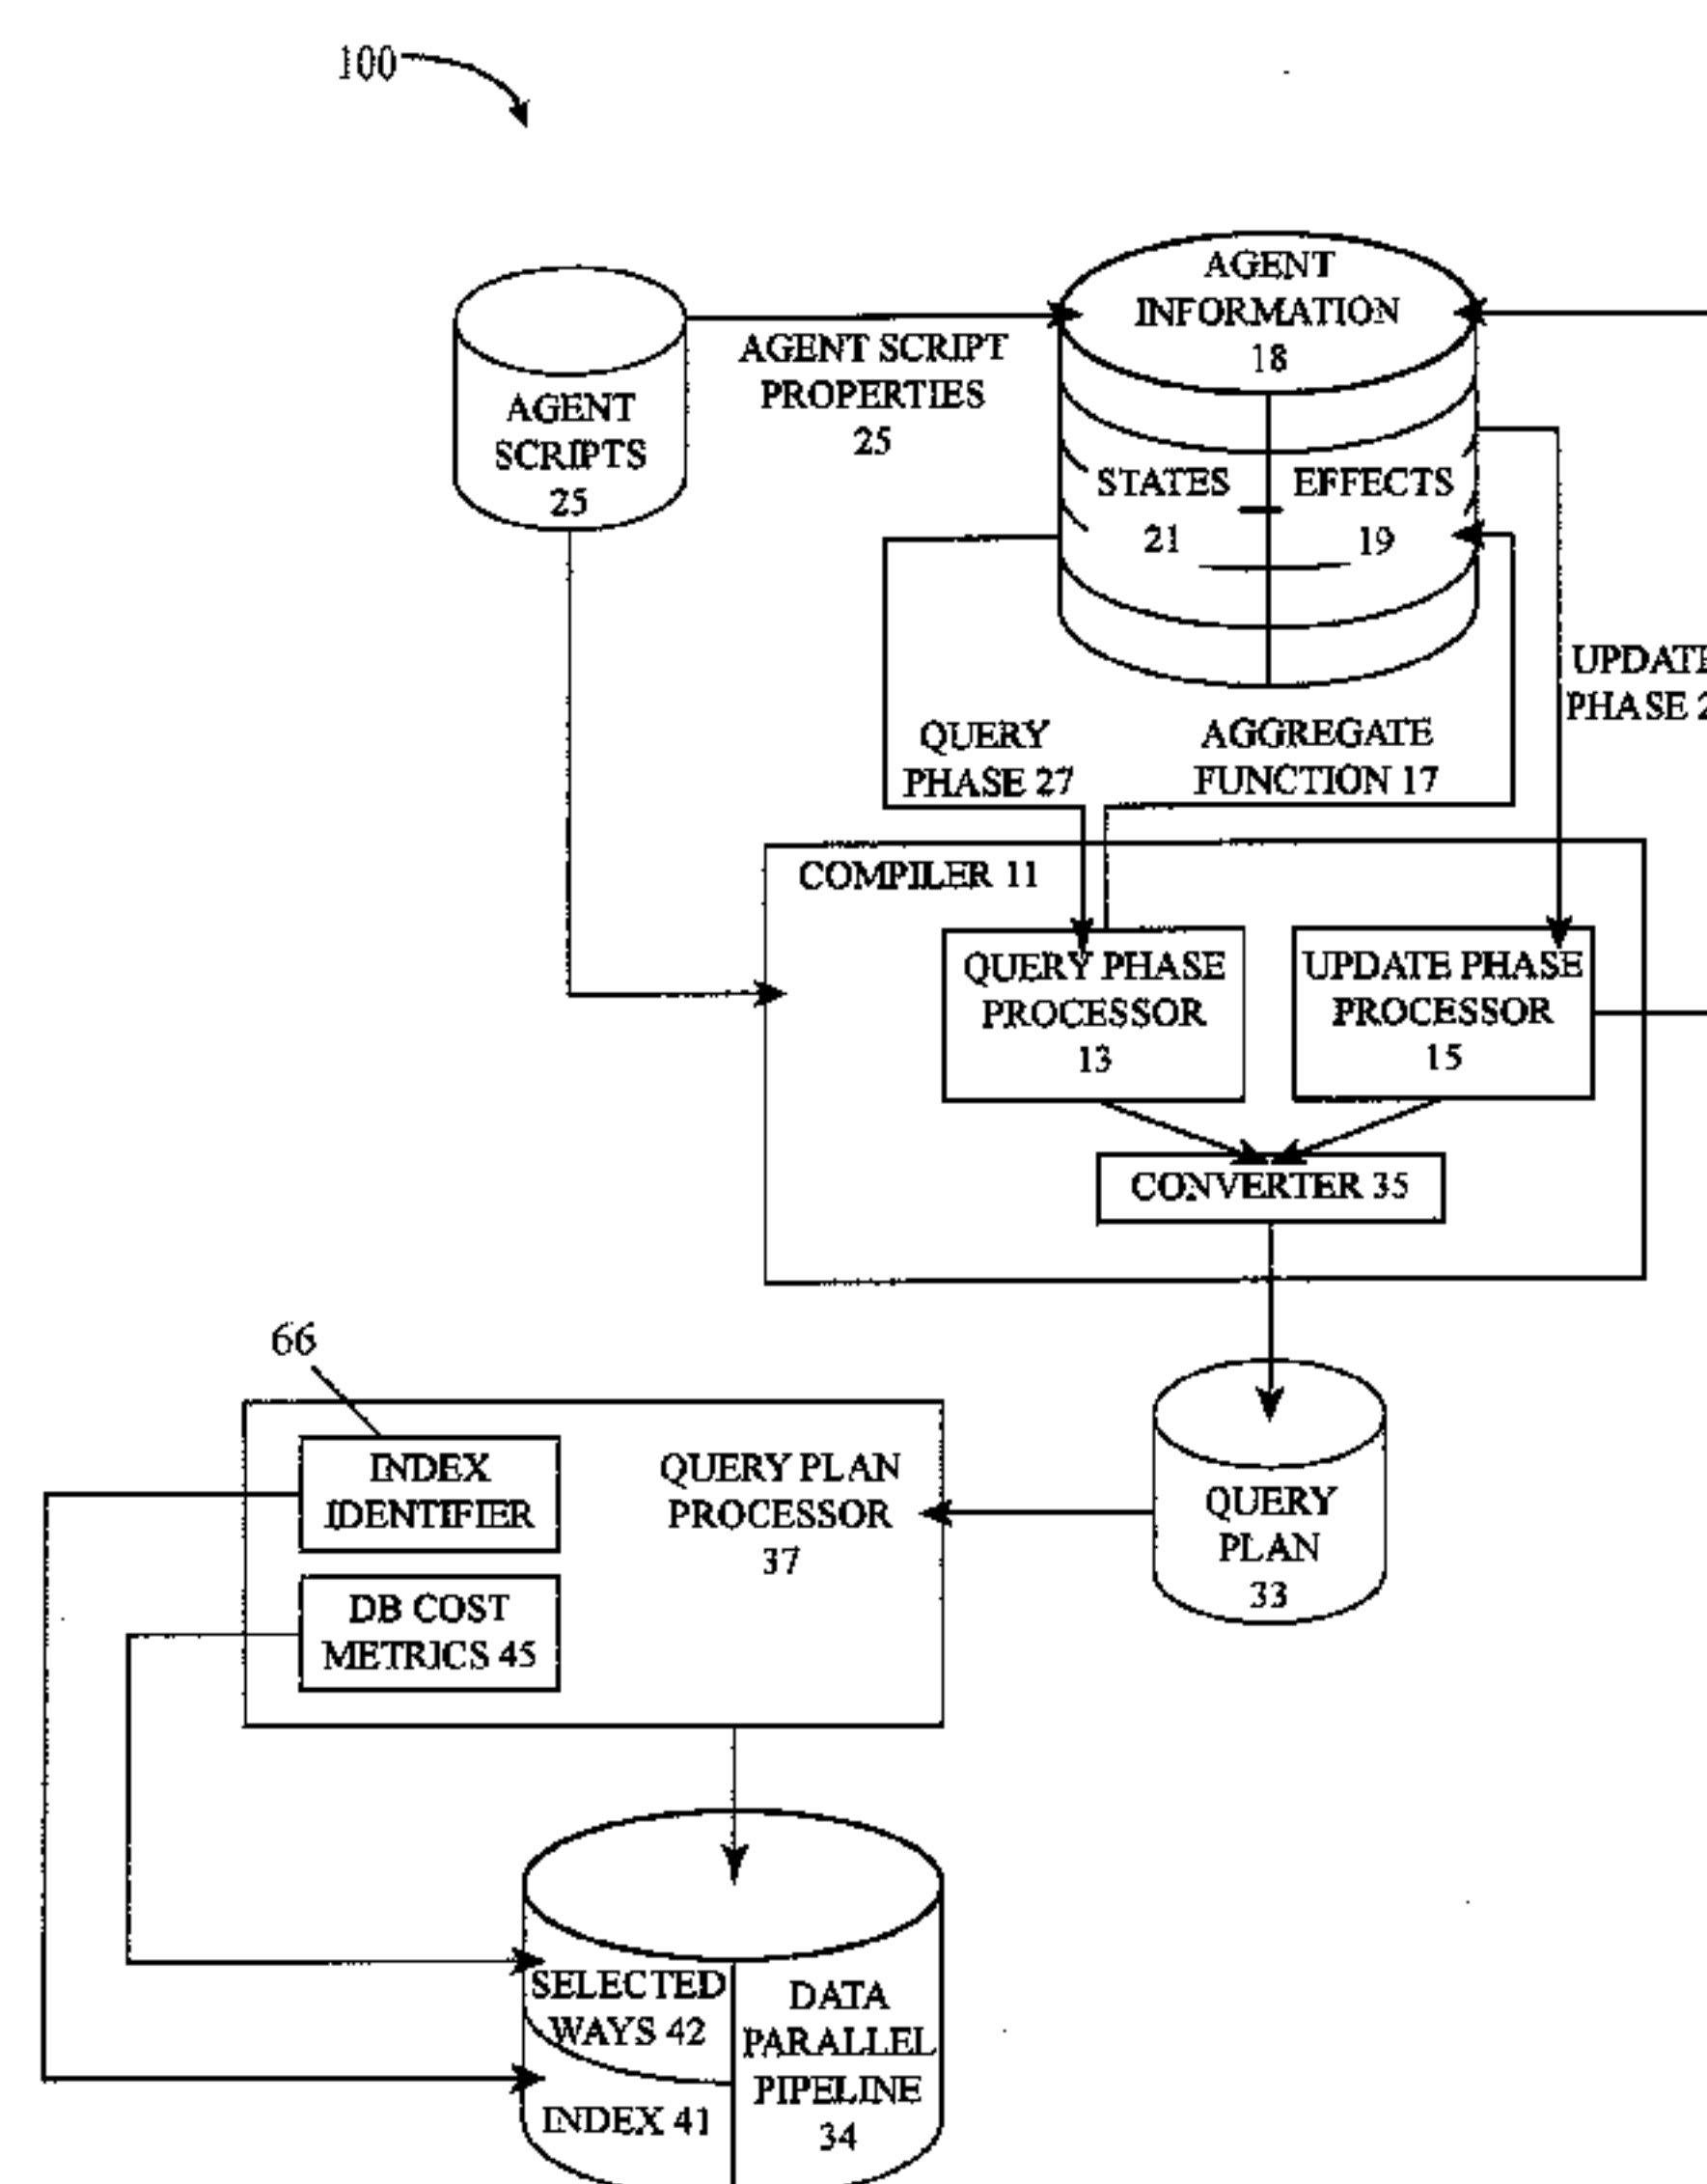 100
AGENT
INFORMATION
18
AGENT SCRIPT
PROPERTIES
25
AGENT
SCRIPTS
25
STATES
21
EFFECTS
19
UPDATE
PHASE 2
QUERY
PHASE 27
AGGREGATE
FUNCTION 17
COMPILER 11
QUERY PHASE
PROCESSOR
13
UPDATE PHASE
PROCESSOR
15
CONVERTER 35
66
INDEX
IDENTIFIER
QUERY PLAN
PROCESSOR
37
QUERY
PLAN
33
DB COST
METRICS 45
SELECTED
WAYS 42
DATA
PARALLEL
PIPELINE
34
INDEX 41